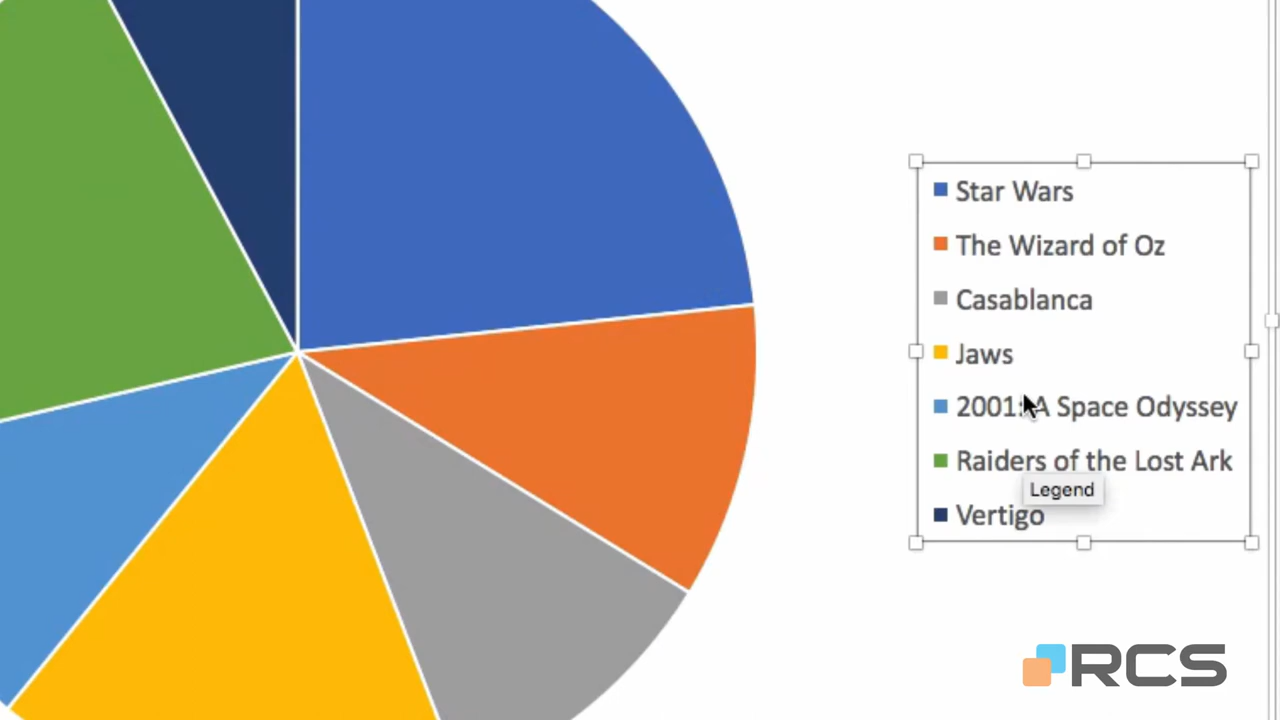 Star Wars
The Wizard of Oz
Casablanca
Jaws
2001: A Space Odyssey
Raiders of the Lost Ark
Legend
Vertigo
RCS